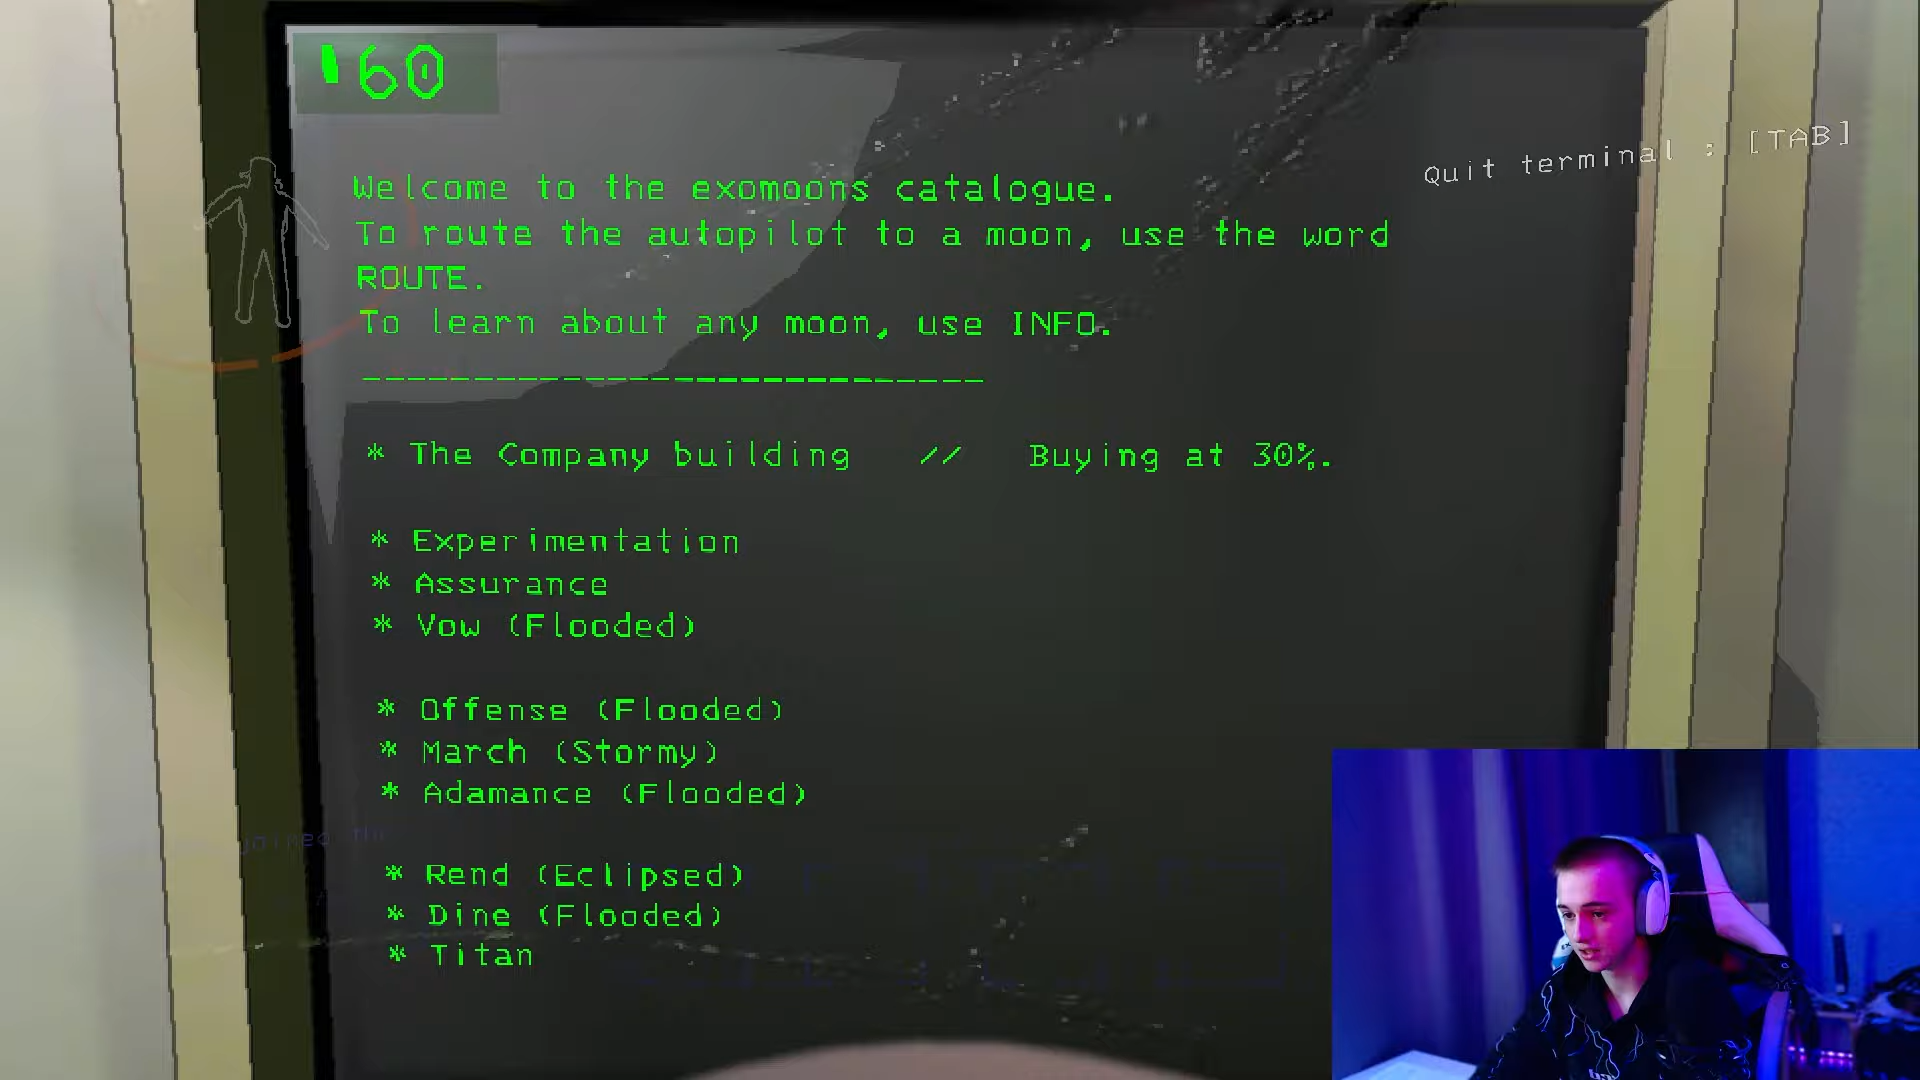 60
Quit terminal : [TAB]
Welcome to the exomoons catalogue.
To route the autopilot to a moon, use the word
ROUTE.
To learn about any moon, use INFO.
----------------------------
* The Company building // Buying at 30%.
* Experimentation
* Assurance
* Vow (Flooded)
* Offense (Flooded)
* March (Stormy)
* Adamance (Flooded)
joined the
* Rend (Eclipsed)
* Dine (Flooded)
* Titan